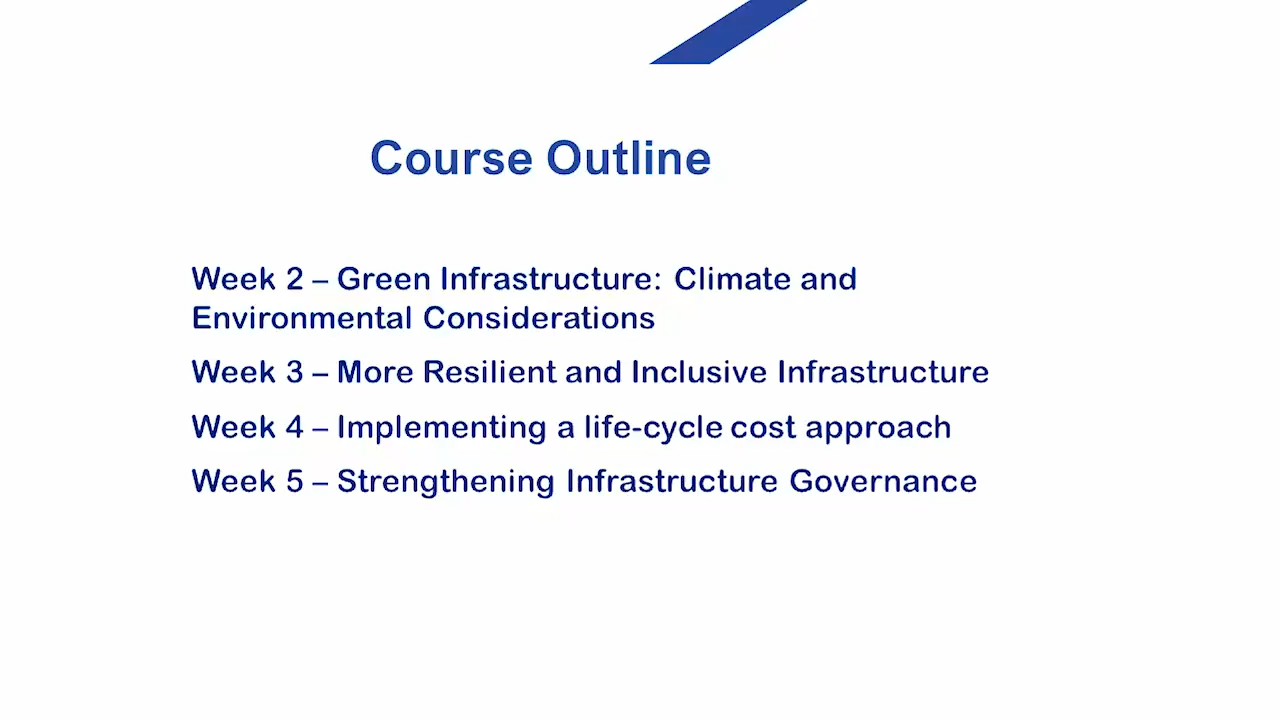 Course Outline
Week 2 – Green Infrastructure: Climate and
Environmental Considerations
Week 3 – More Resilient and Inclusive Infrastructure
Week 4 – Implementing a life-cycle cost approach
Week 5 – Strengthening Infrastructure Governance